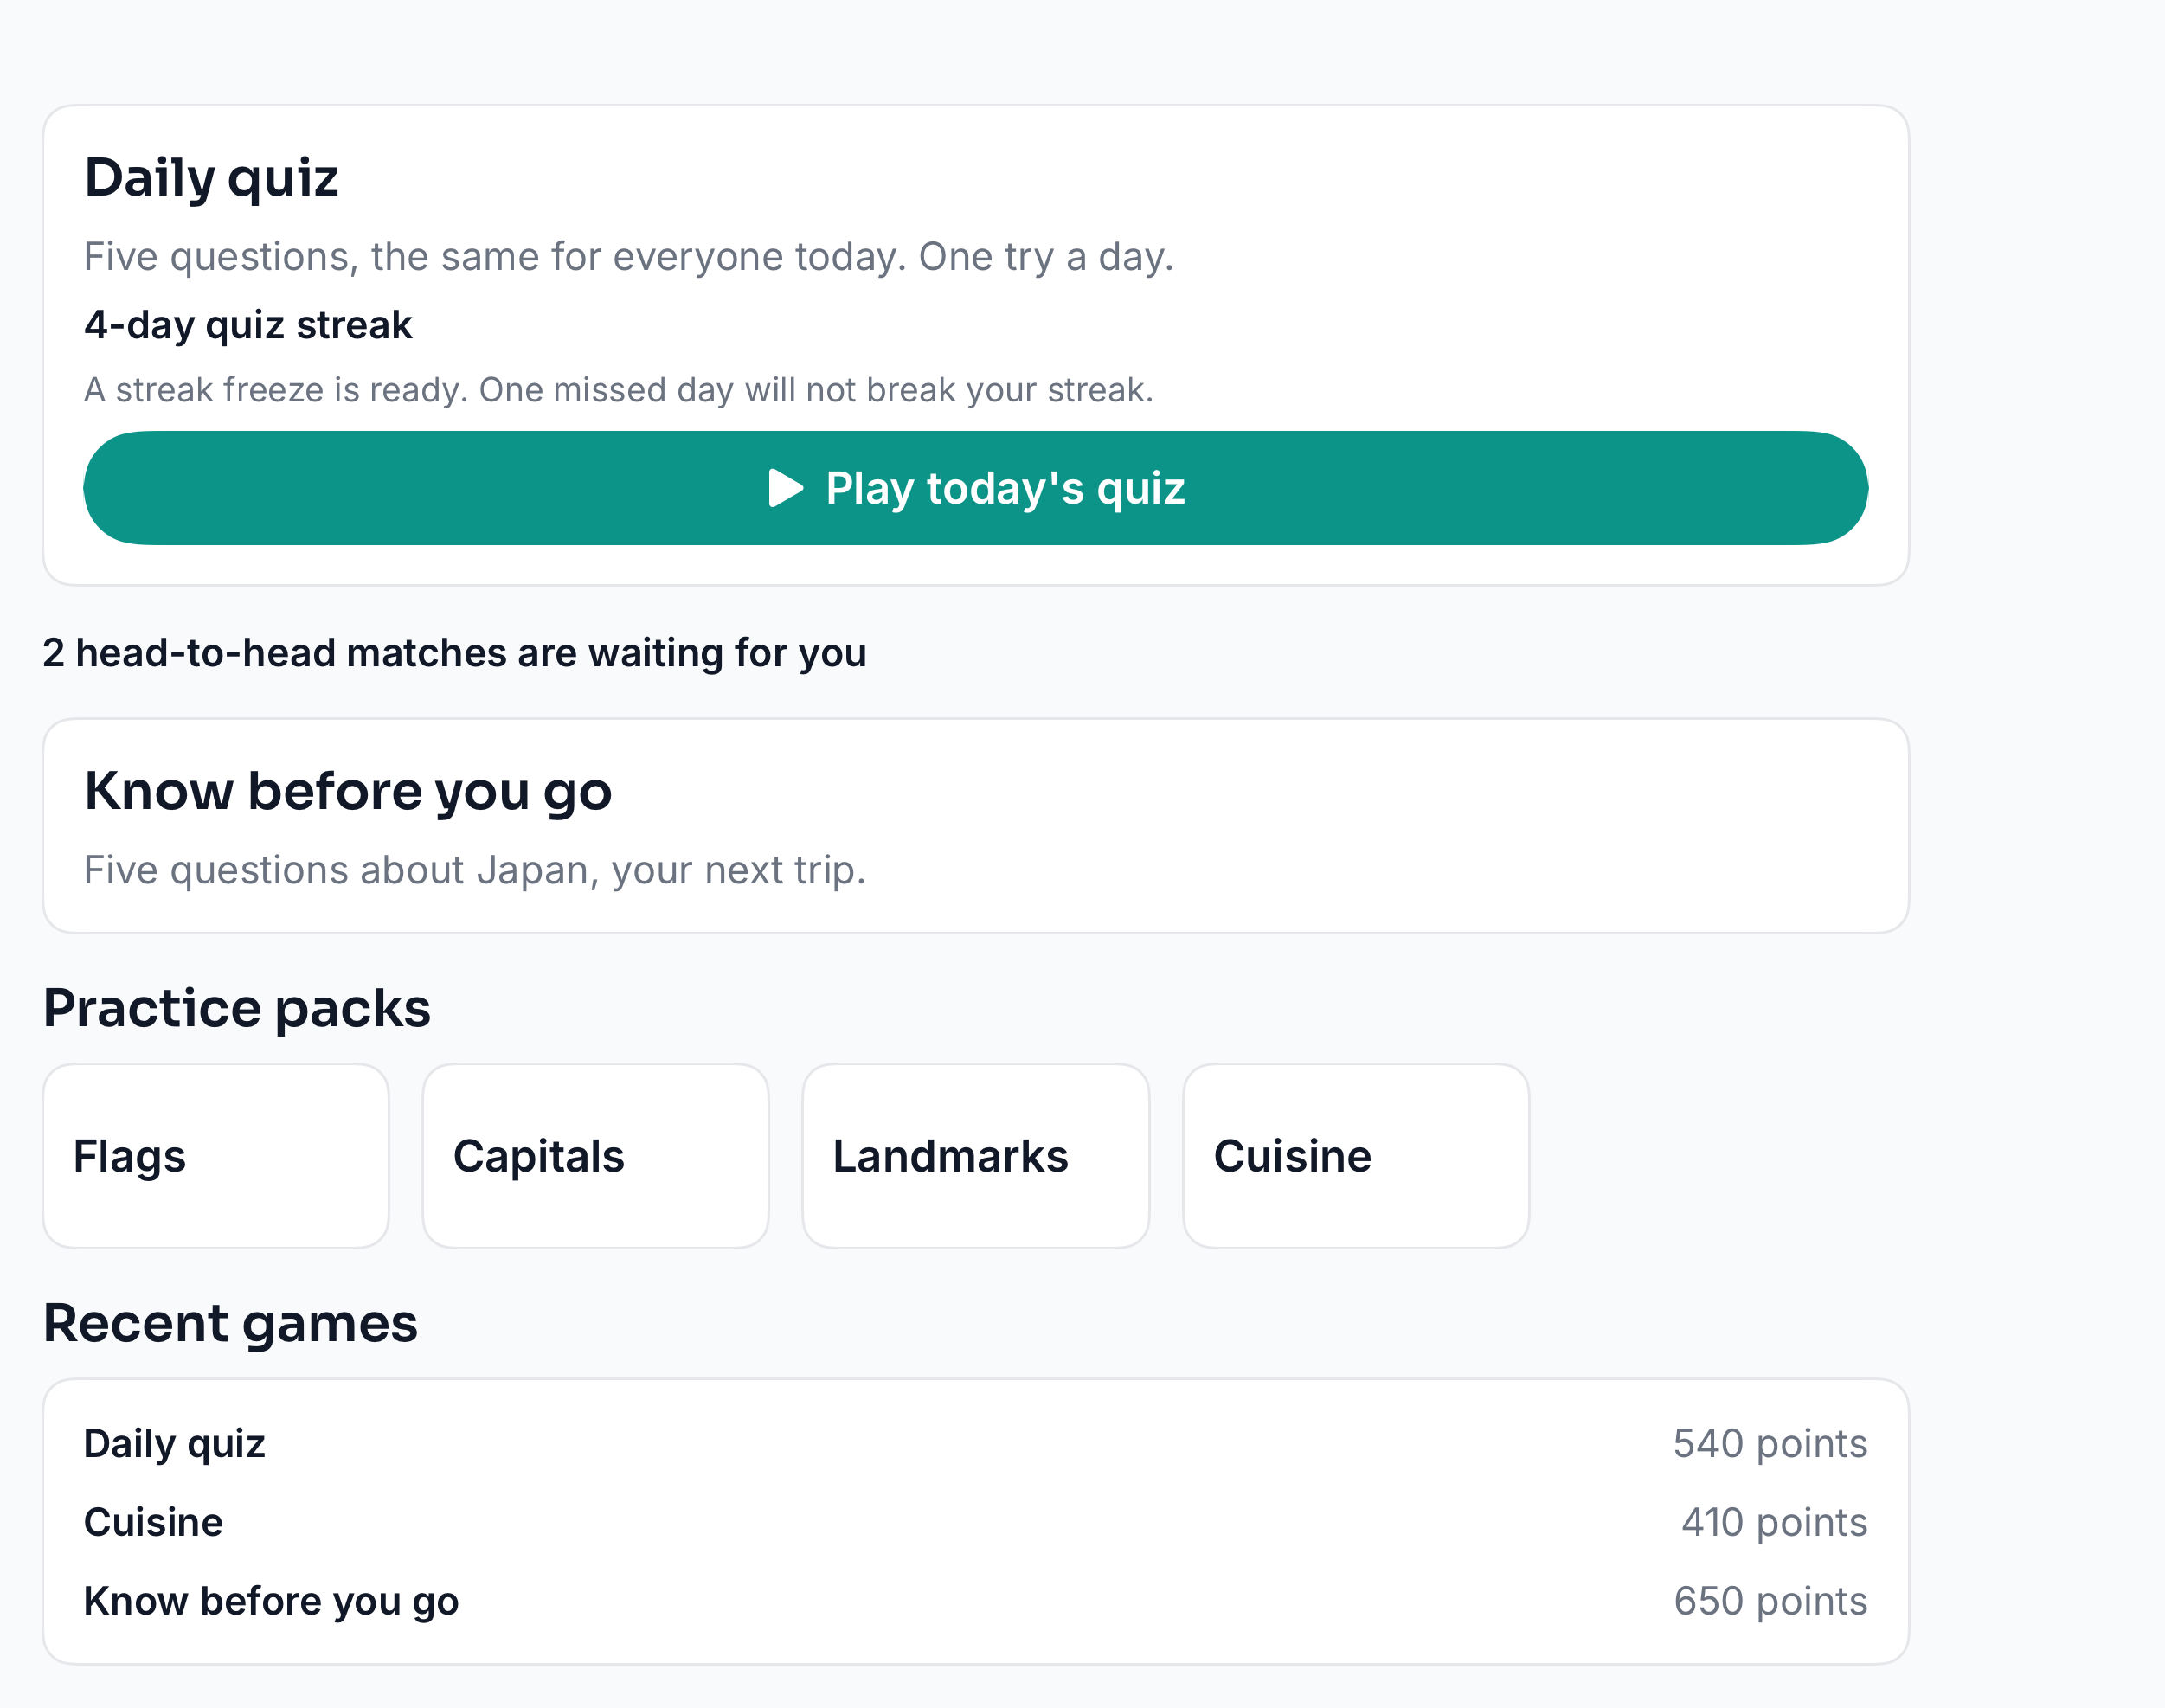 Daily quiz
Five questions, the same for everyone today. One try a day.
4-day quiz streak
A streak freeze is ready. One missed day will not break your streak.
Play today's quiz
2 head-to-head matches are waiting for you
Know before you go
Five questions about Japan, your next trip.
Practice packs
Flags
Capitals
Landmarks
Cuisine
Recent games
Daily quiz 540 points
Cuisine 410 points
Know before you go 650 points